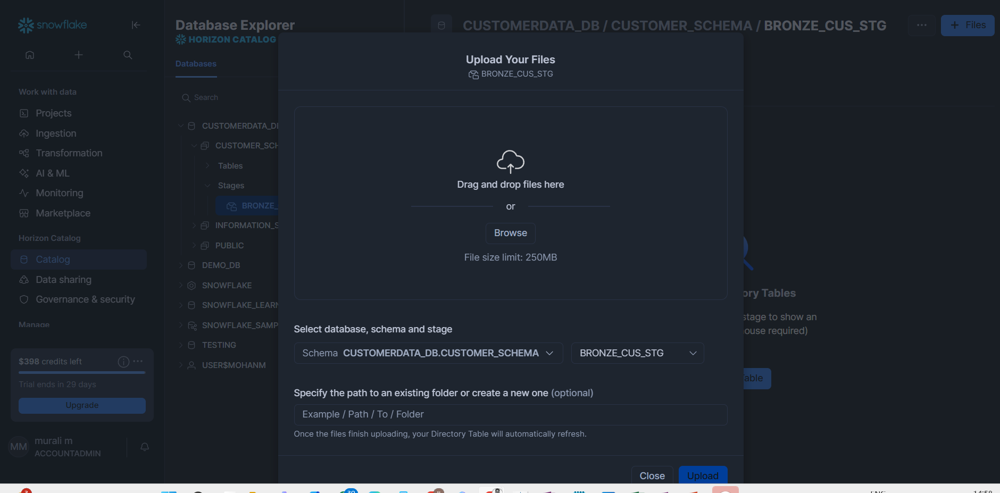 snowflake
Work with data
Projects
Ingestion
Transformation
AI & ML
Monitoring
Marketplace
Horizon Catalog
Catalog
Data sharing
Governance & security
Manage
$398 credits left
Trial ends in 29 days
Upgrade
MM
murali m
ACCOUNTADMIN
Database Explorer
HORIZON CATALOG
Databases
Search
CUSTOMERDATA_DB
CUSTOMER_SCH
Tables
Stages
BRONZE_
INFORMATION_S
PUBLIC
DEMO_DB
SNOWFLAKE
SNOWFLAKE_LEARN
SNOWFLAKE_SAMP
TESTING
USER$MOHANM
CUSTOMERDATA_DB / CUSTOMER_SCHEMA / BRONZE_CUS_STG
+ Files
Upload Your Files
BRONZE_CUS_STG
Drag and drop files here
or
Browse
File size limit: 250MB
Select database, schema and stage
Schema CUSTOMERDATA_DB.CUSTOMER_SCHEMA
BRONZE_CUS_STG
Specify the path to an existing folder or create a new one (optional)
Example / Path / To / Folder
Once the files finish uploading, your Directory Table will automatically refresh.
Close
Upload
ory Tables
stage to show an
ouse required)
able